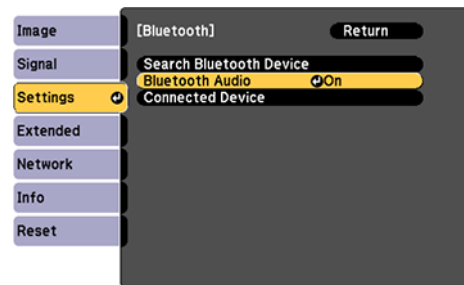 Image
Signal
Settings
Extended
Network
Info
Reset
[Bluetooth]
Return
Search Bluetooth Device
Bluetooth Audio On
Connected Device